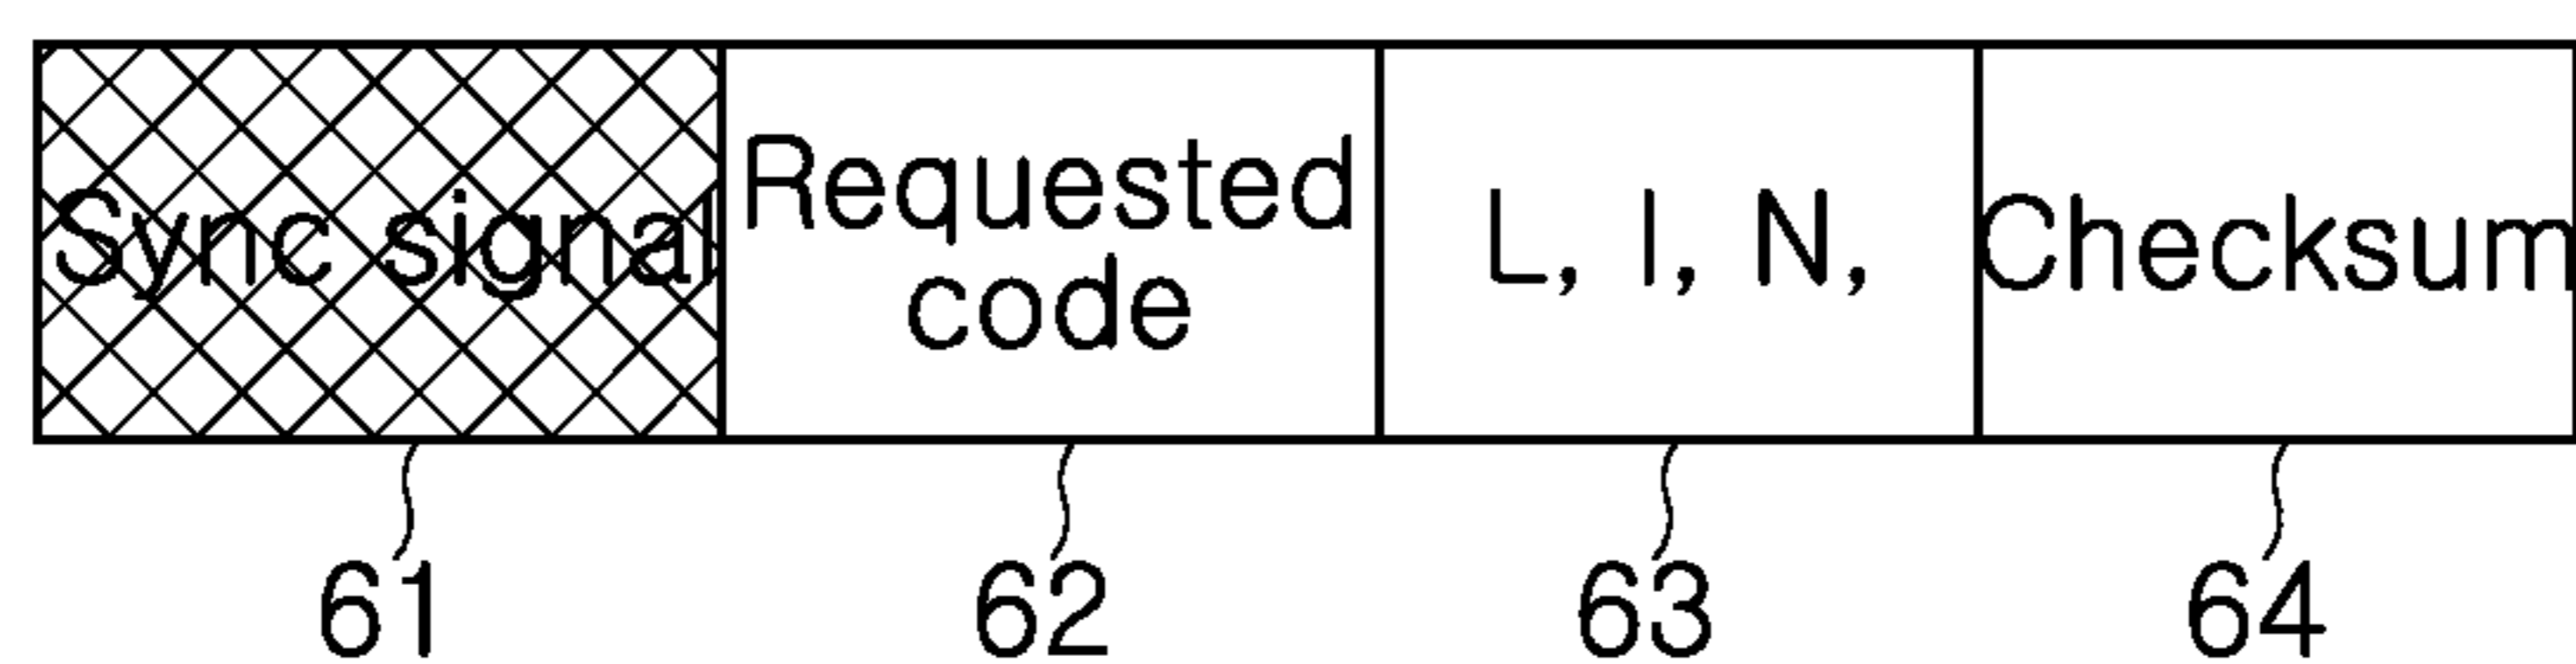 Sync signal
Requested
code
L, I, N,
Checksum
61
62
63
64